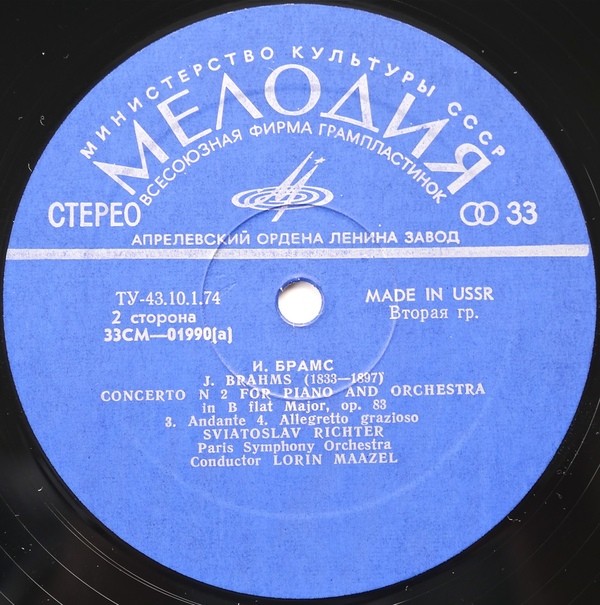 МИНИСТЕРСТВО КУЛЬТУРЫ СССР
МЕЛОДИЯ
ВСЕСОЮЗНАЯ ФИРМА ГРАМПЛАСТИНОК
СТЕРЕО
33
АПРЕЛЕВСКИЙ ОРДЕНА ЛЕНИНА ЗАВОД
ТУ-43.10.1.74
2 сторона
33СМ—01990(а)
MADE IN USSR
Вторая гр.
И. БРАМС
J. BRAHMS (1833—1897)
CONCERTO N 2 FOR PIANO AND ORCHESTRA
in B flat Major, op. 83
3. Andante 4. Allegretto grazioso
SVIATOSLAV RICHTER
Paris Symphony Orchestra
Conductor LORIN MAAZEL